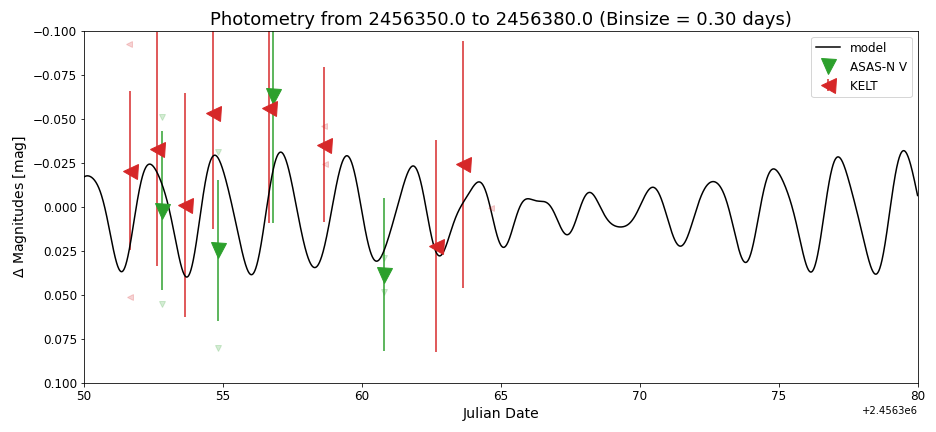 Photometry from 2456350.0 to 2456380.0 (Binsize = 0.30 days)
model
ASAS-N V
KELT
Δ Magnitudes [mag]
−0.100
−0.075
−0.050
−0.025
0.000
0.025
0.050
0.075
0.100
50 55 60 65 70 75 80
+2.4563e6
Julian Date